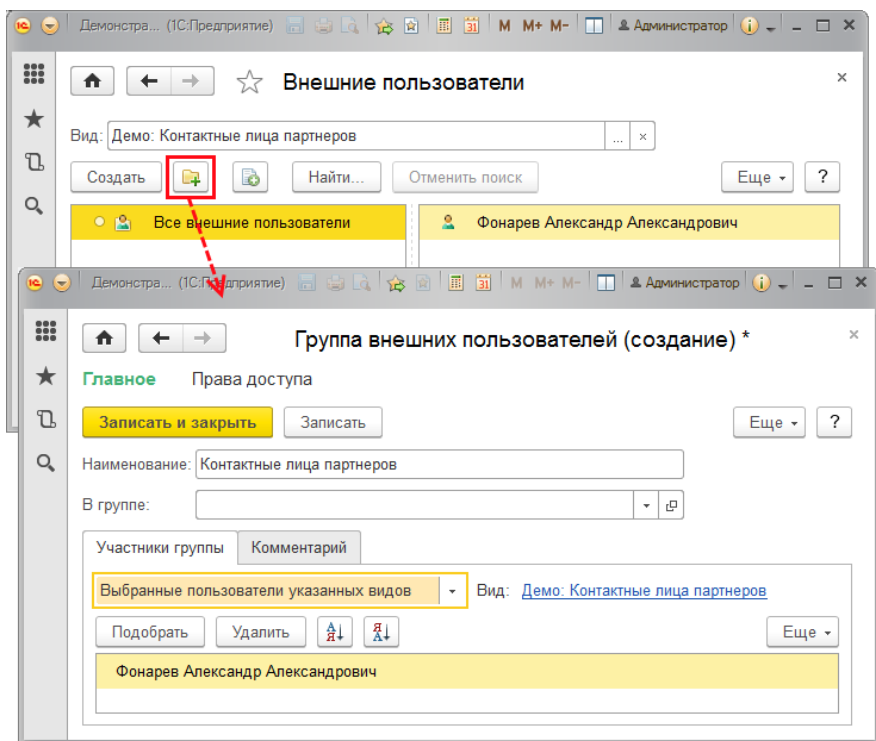 Демонстра... (1С:Предприятие) M M+ M- Администратор
Внешние пользователи
Вид: Демо: Контактные лица партнеров ... ×
Создать Найти... Отменить поиск Еще ?
Все внешние пользователи Фонарев Александр Александрович
Демонстра... (1С:Предприятие) M M+ M- Администратор
Группа внешних пользователей (создание) *
Главное Права доступа
Записать и закрыть Записать Еще ?
Наименование: Контактные лица партнеров
В группе:
Участники группы Комментарий
Выбранные пользователи указанных видов Вид: Демо: Контактные лица партнеров
Подобрать Удалить Еще
Фонарев Александр Александрович